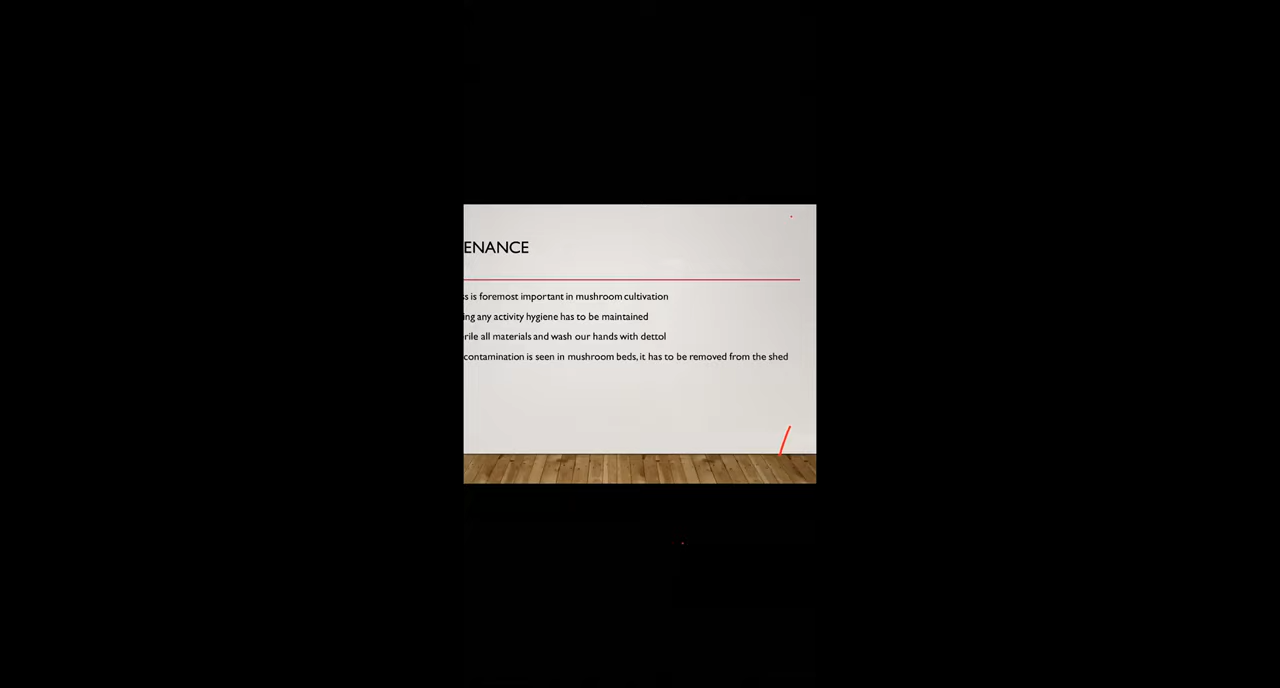 ENANCE
ss is foremost important in mushroom cultivation
ing any activity hygiene has to be maintained
rile all materials and wash our hands with dettol
contamination is seen in mushroom beds, it has to be removed from the shed